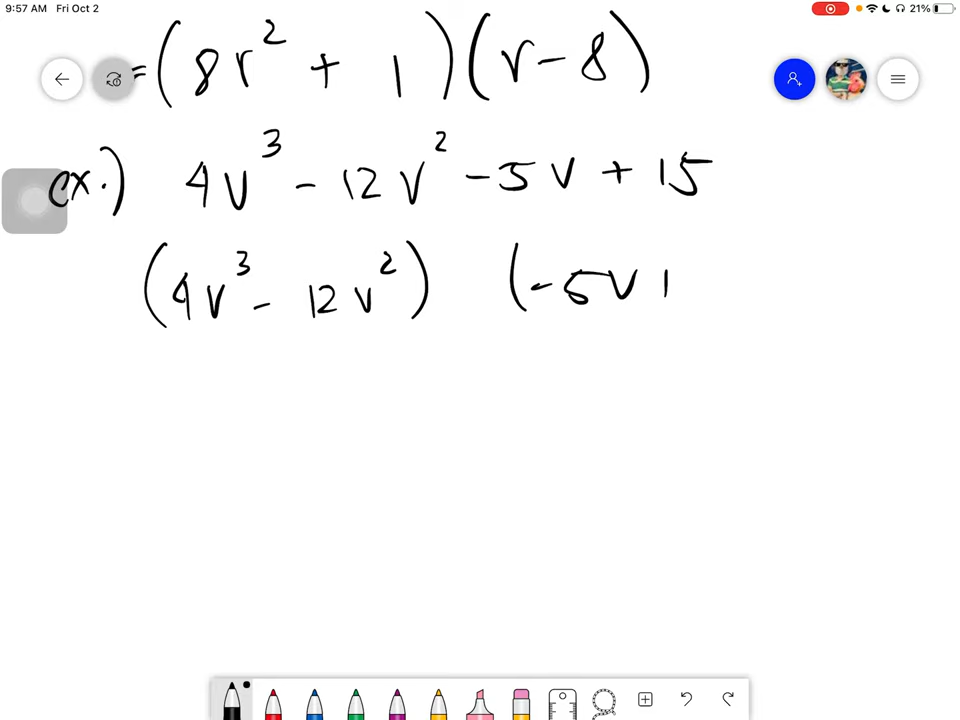 9:57 AM Fri Oct 2 21%
=(8r² + 1)(r - 8)
ex.) 4v³ - 12v² - 5v + 15
(4v³ - 12v²) (-5v